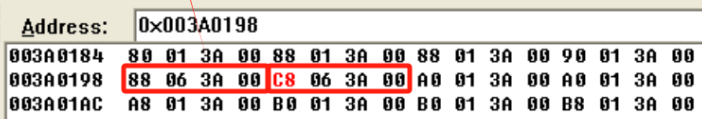 Address: 0x003A0198
003A0184 80 01 3A 00 88 01 3A 00 88 01 3A 00 90 01 3A 00
003A0198 88 06 3A 00 C8 06 3A 00 A0 01 3A 00 A0 01 3A 00
003A01AC A8 01 3A 00 B0 01 3A 00 B0 01 3A 00 B8 01 3A 00